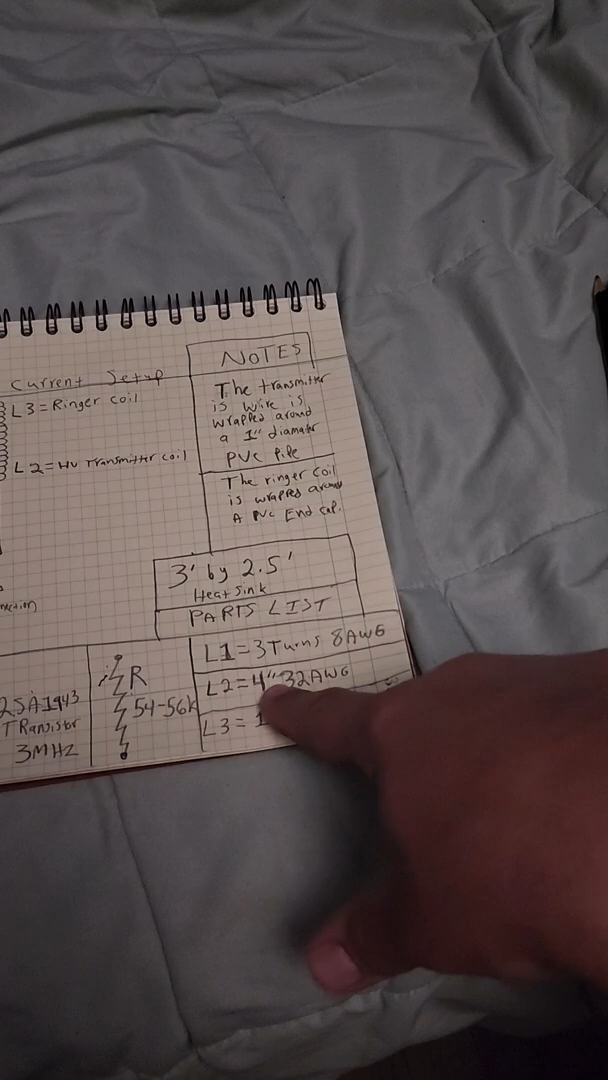 Current Setup
L3 = Ringer coil
L2 = HV Transmitter coil
NOTES
The transmitter
is wire is
wrapped around
a 1" diamater
PVC PiPe
The ringer coil
is wrapped around
A PVC End cap.
3' by 2.5'
Heat Sink
PARTS LIST
L1 = 3 Turns 8AWG
L2 = 4" 32AWG
L3 = 1
R
54-56k
2SA1943
TRansistor
3MHZ